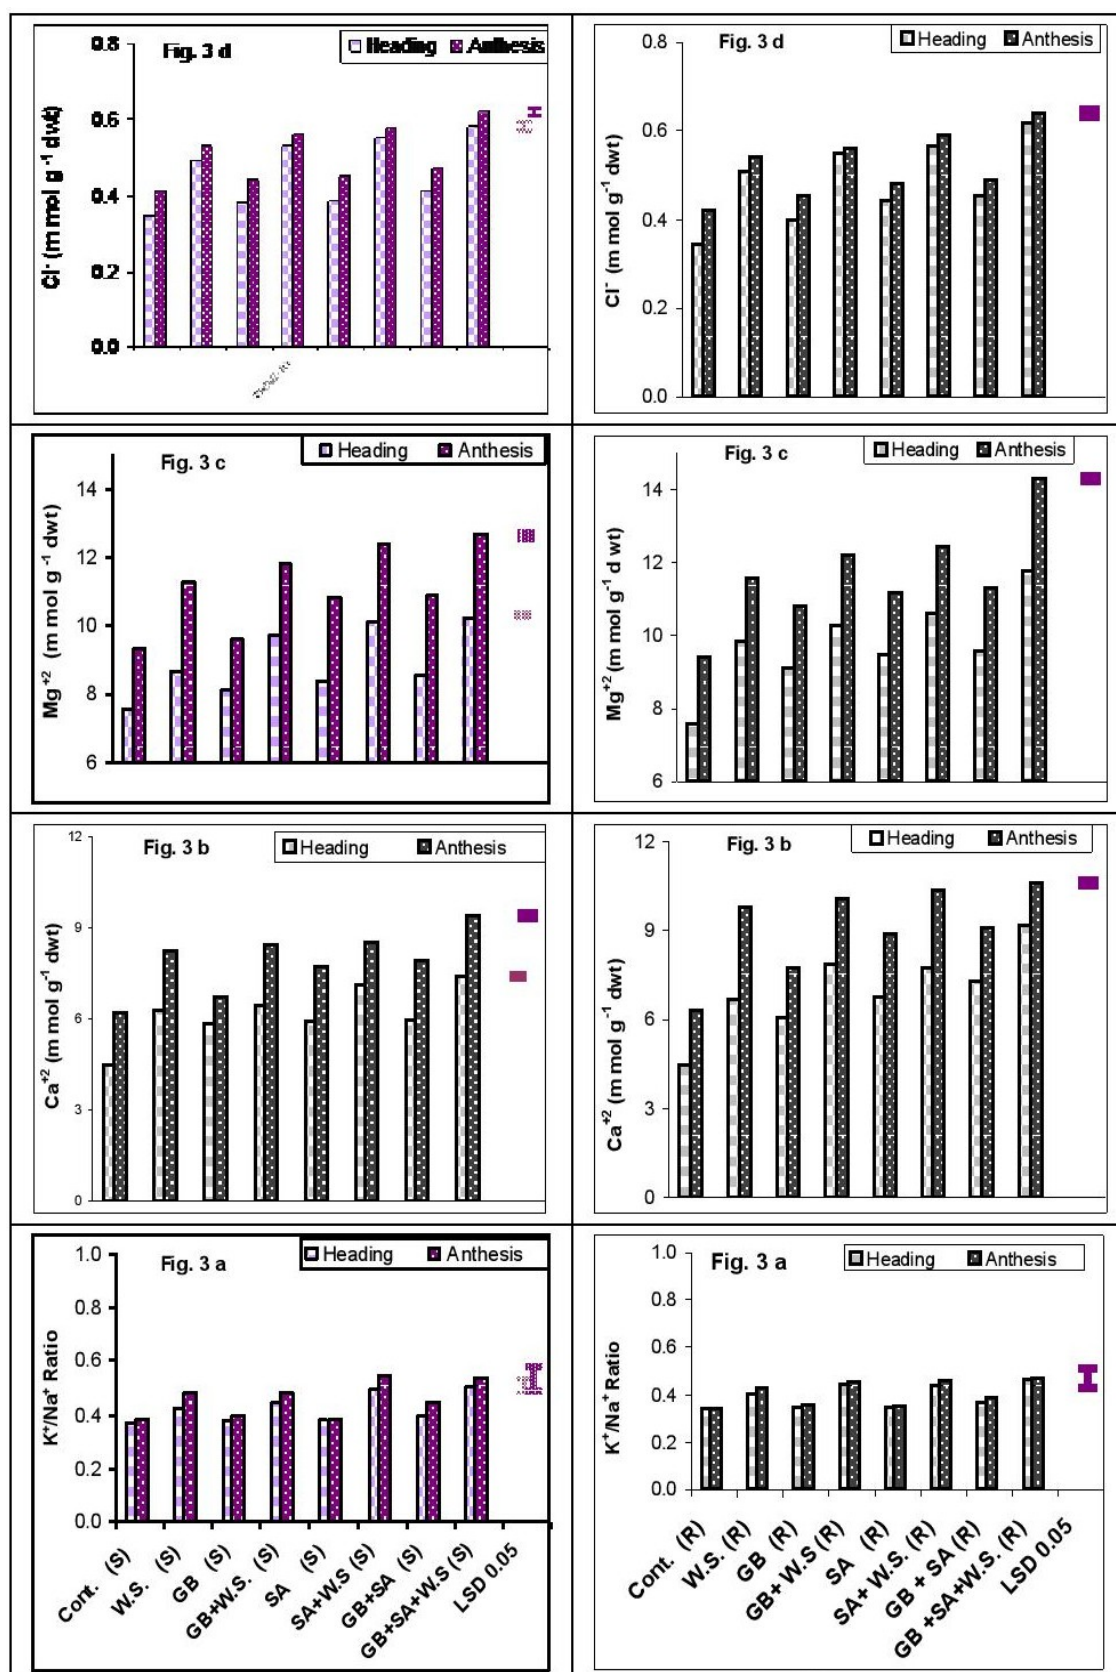 Fig. 3 d
Heading Anthesis
0.8
0.6
0.4
0.2
0.0
Cl⁻ (m mol g⁻¹ dwt)
Fig. 3 d
Heading Anthesis
0.8
0.6
0.4
0.2
0.0
Cl⁻ (m mol g⁻¹ dwt)
Fig. 3 c
Heading Anthesis
14
12
10
8
6
Mg⁺² (m mol g⁻¹ dwt)
Fig. 3 c
Heading Anthesis
14
12
10
8
6
Mg⁺² (m mol g⁻¹ d wt)
Fig. 3 b
Heading Anthesis
12
9
6
3
0
Ca⁺² (m mol g⁻¹ dwt)
Fig. 3 b
Heading Anthesis
12
9
6
3
0
Ca⁺² (m mol g⁻¹ dwt)
Fig. 3 a
Heading Anthesis
1.0
0.8
0.6
0.4
0.2
0.0
K⁺/Na⁺ Ratio
Cont. (S)
W.S. (S)
GB (S)
GB+W.S. (S)
SA (S)
SA+W.S (S)
GB+SA (S)
GB+SA+W.S (S)
LSD 0.05
Fig. 3 a
Heading Anthesis
1.0
0.8
0.6
0.4
0.2
0.0
K⁺/Na⁺ Ratio
Cont. (R)
W.S. (R)
GB (R)
GB+ W.S (R)
SA (R)
SA+ W.S. (R)
GB + SA (R)
GB +SA+W.S. (R)
LSD 0.05